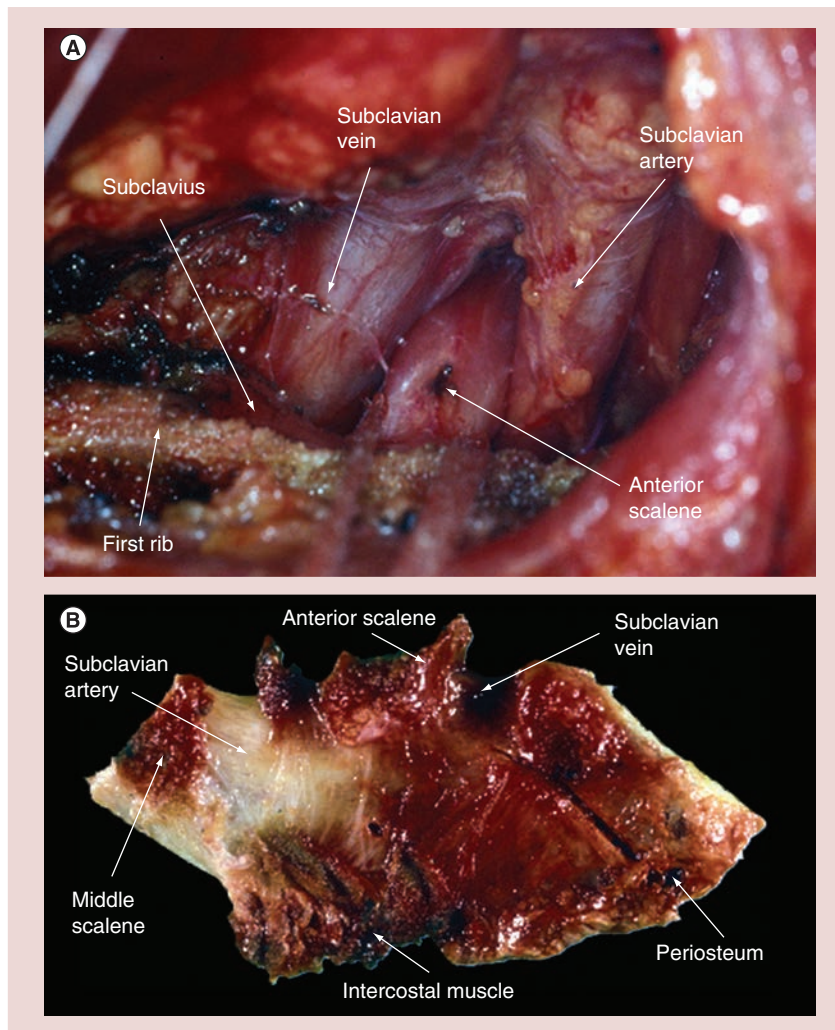 A
Subclavian
vein
Subclavian
artery
Subclavius
Anterior
scalene
First rib
B
Anterior scalene
Subclavian
vein
Subclavian
artery
Middle
scalene
Periosteum
Intercostal muscle